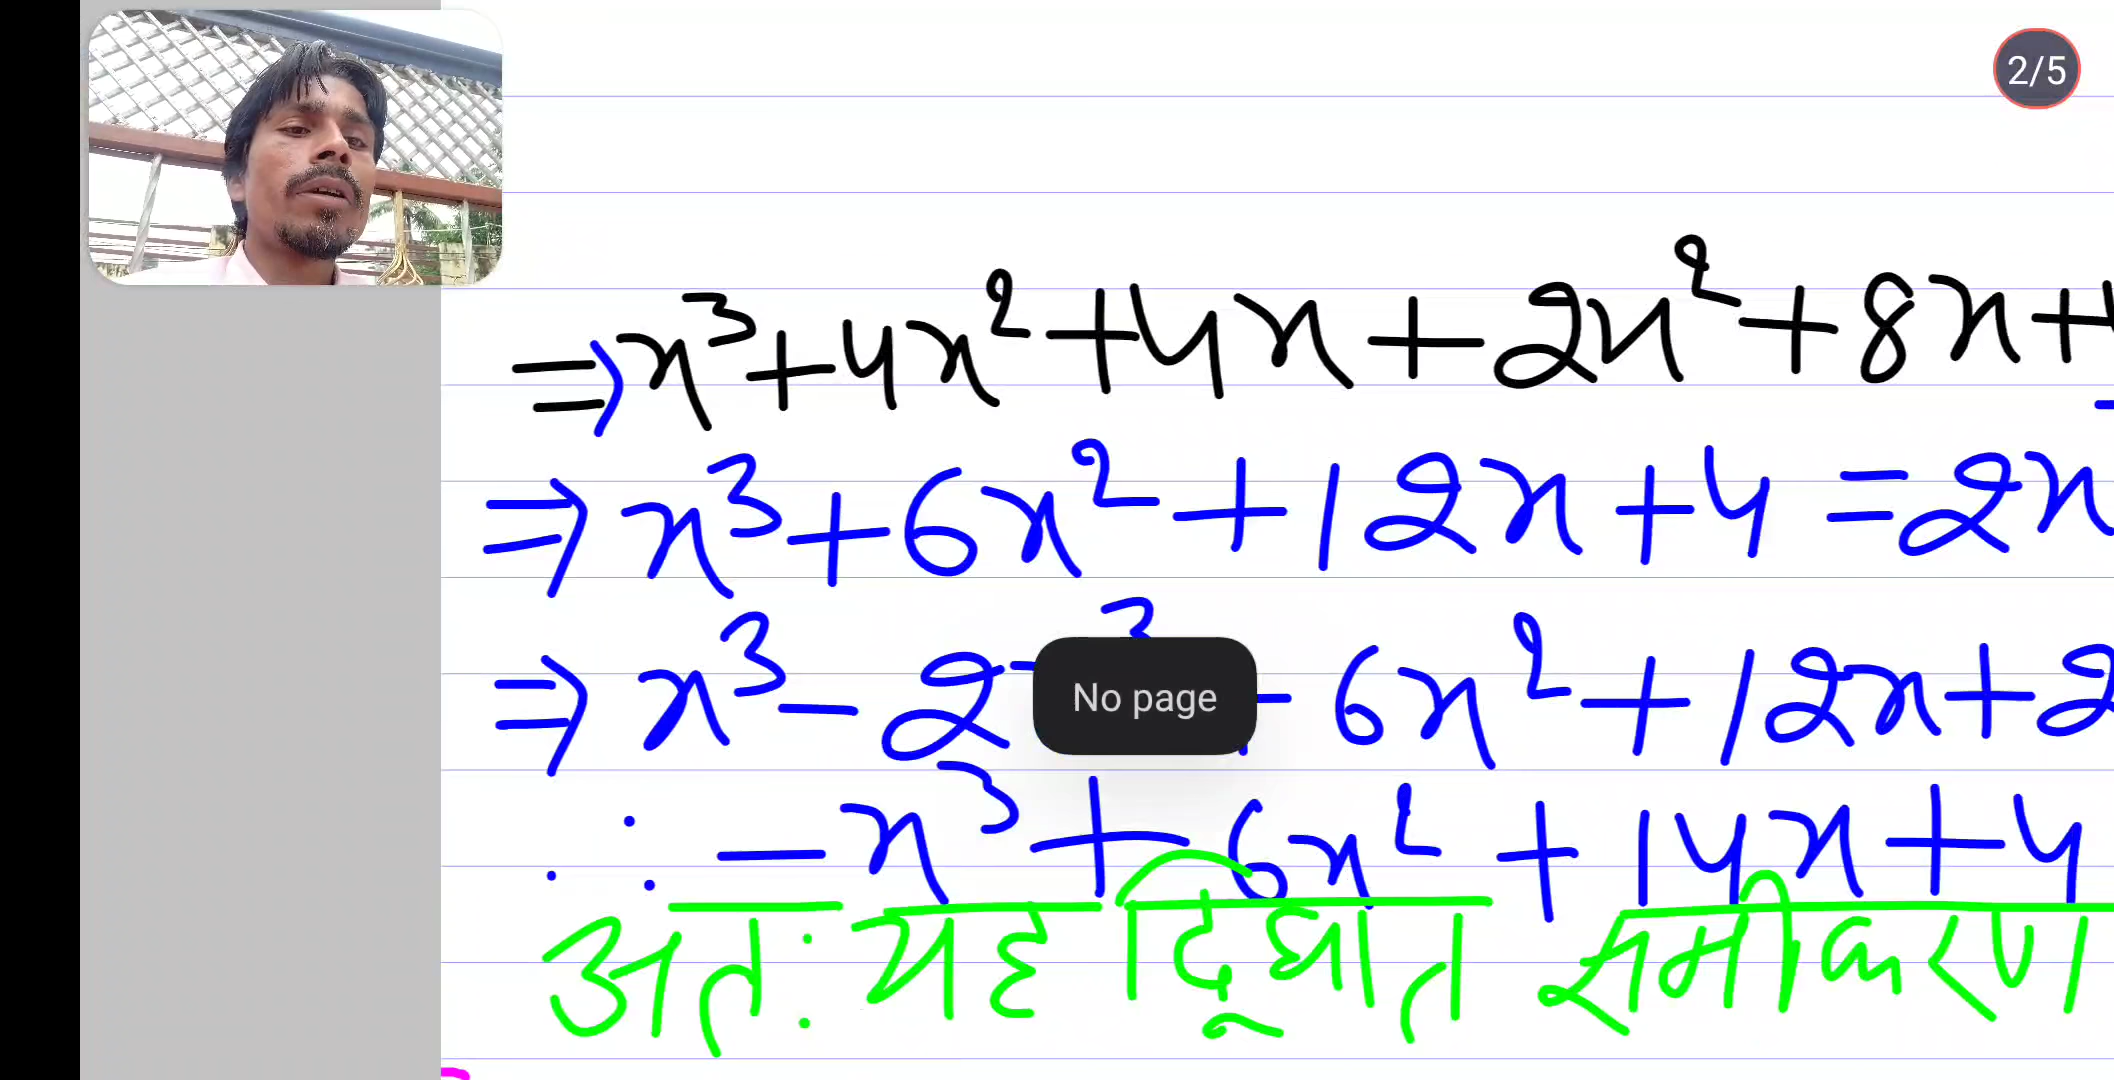 2/5
⇒x³+4x²+4x+2x²+8x+
⇒x³+6x²+12x+4=2x
⇒x³-2 6x²+12x+2
No page
∴ -x³+6x²+14x+4
अतः यह द्विघात समीकरण